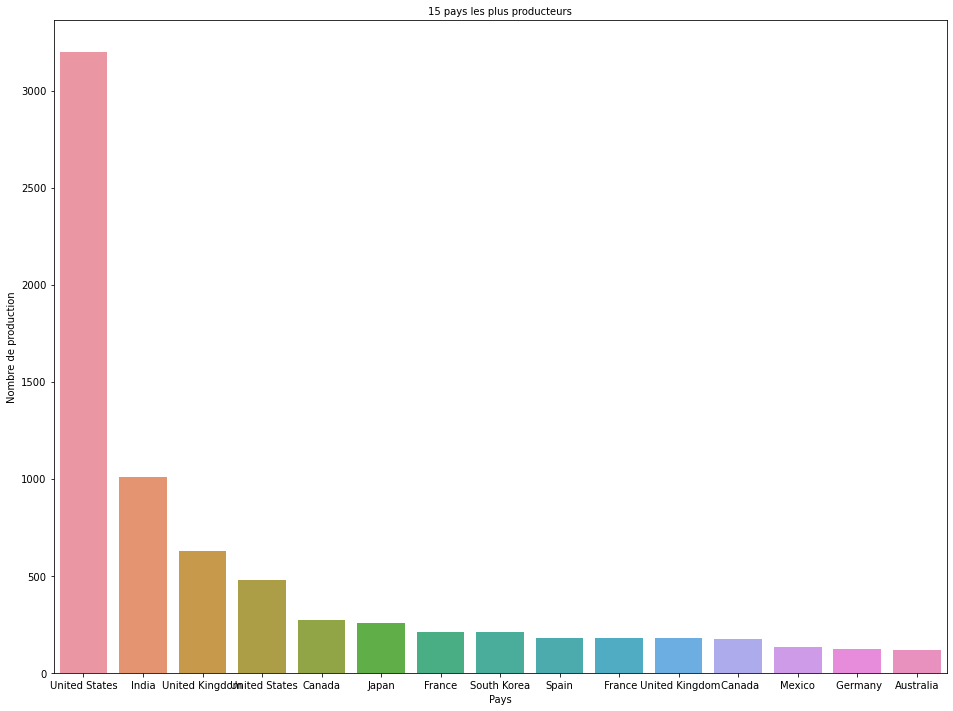 15 pays les plus producteurs
Nombre de production
3000
2500
2000
1500
1000
500
0
United States India United Kingdom United States Canada Japan France South Korea Spain France United Kingdom Canada Mexico Germany Australia
Pays